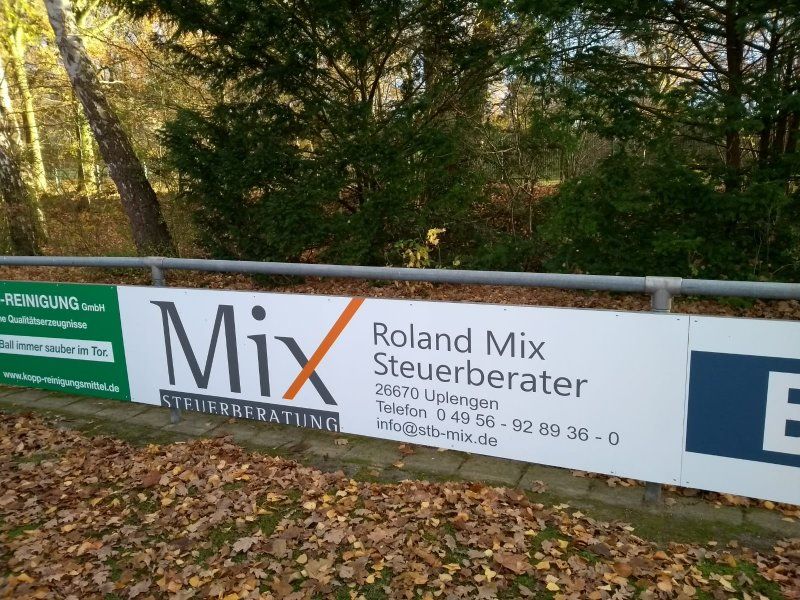 -REINIGUNG GmbH
Qualitätserzeugnisse
Ball immer sauber im Tor.
www.kopp-reinigungsmittel.de
Mix
STEUERBERATUNG
Roland Mix
Steuerberater
26670 Uplengen
Telefon 0 49 56 - 92 89 36 - 0
info@stb-mix.de
E